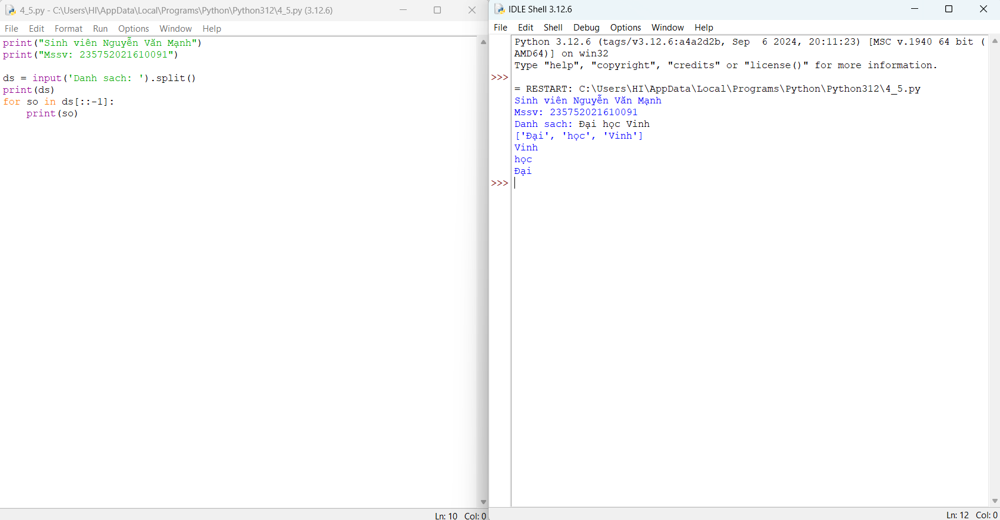 4_5.py - C:\Users\HI\AppData\Local\Programs\Python\Python312\4_5.py (3.12.6)
File Edit Format Run Options Window Help
print("Sinh viên Nguyễn Văn Mạnh")
print("Mssv: 235752021610091")
ds = input('Danh sach: ').split()
print(ds)
for so in ds[::-1]:
    print(so)
Ln: 10 Col: 0
IDLE Shell 3.12.6
File Edit Shell Debug Options Window Help
Python 3.12.6 (tags/v3.12.6:a4a2d2b, Sep  6 2024, 20:11:23) [MSC v.1940 64 bit (
AMD64)] on win32
Type "help", "copyright", "credits" or "license()" for more information.
>>>
= RESTART: C:\Users\HI\AppData\Local\Programs\Python\Python312\4_5.py
Sinh viên Nguyễn Văn Mạnh
Mssv: 235752021610091
Danh sach: Đại học Vinh
['Đại', 'học', 'Vinh']
Vinh
học
Đại
>>>
Ln: 12 Col: 0